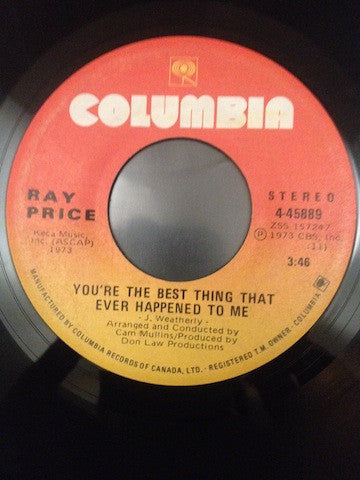 COLUMBIA
RAY
PRICE
Keca Music,
Inc. (ASCAP)
1973
STEREO
4-45889
ZSS 157247
Ⓟ 1973 CBS, Inc.
(11)
3:46
YOU'RE THE BEST THING THAT
EVER HAPPENED TO ME
- J. Weatherly -
Arranged and Conducted by
Cam Mullins/Produced by
Don Law Productions
MANUFACTURED BY COLUMBIA RECORDS OF CANADA, LTD. - REGISTERED T.M. OWNER. COLUMBIA